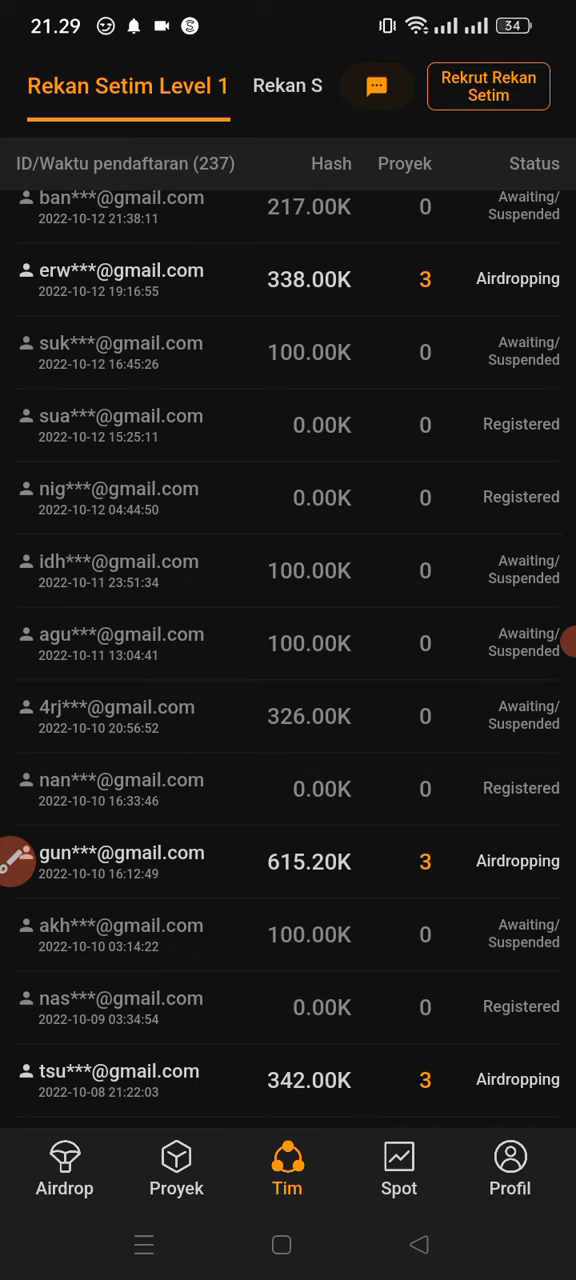 21.29 34
Rekan Setim Level 1 Rekan S Rekrut Rekan
Setim
ID/Waktu pendaftaran (237) Hash Proyek Status
ban***@gmail.com 217.00K 0 Awaiting/
2022-10-12 21:38:11 Suspended
erw***@gmail.com 338.00K 3 Airdropping
2022-10-12 19:16:55
suk***@gmail.com 100.00K 0 Awaiting/
2022-10-12 16:45:26 Suspended
sua***@gmail.com 0.00K 0 Registered
2022-10-12 15:25:11
nig***@gmail.com 0.00K 0 Registered
2022-10-12 04:44:50
idh***@gmail.com 100.00K 0 Awaiting/
2022-10-11 23:51:34 Suspended
agu***@gmail.com 100.00K 0 Awaiting/
2022-10-11 13:04:41 Suspended
4rj***@gmail.com 326.00K 0 Awaiting/
2022-10-10 20:56:52 Suspended
nan***@gmail.com 0.00K 0 Registered
2022-10-10 16:33:46
gun***@gmail.com 615.20K 3 Airdropping
2022-10-10 16:12:49
akh***@gmail.com 100.00K 0 Awaiting/
2022-10-10 03:14:22 Suspended
nas***@gmail.com 0.00K 0 Registered
2022-10-09 03:34:54
tsu***@gmail.com 342.00K 3 Airdropping
2022-10-08 21:22:03
Airdrop Proyek Tim Spot Profil